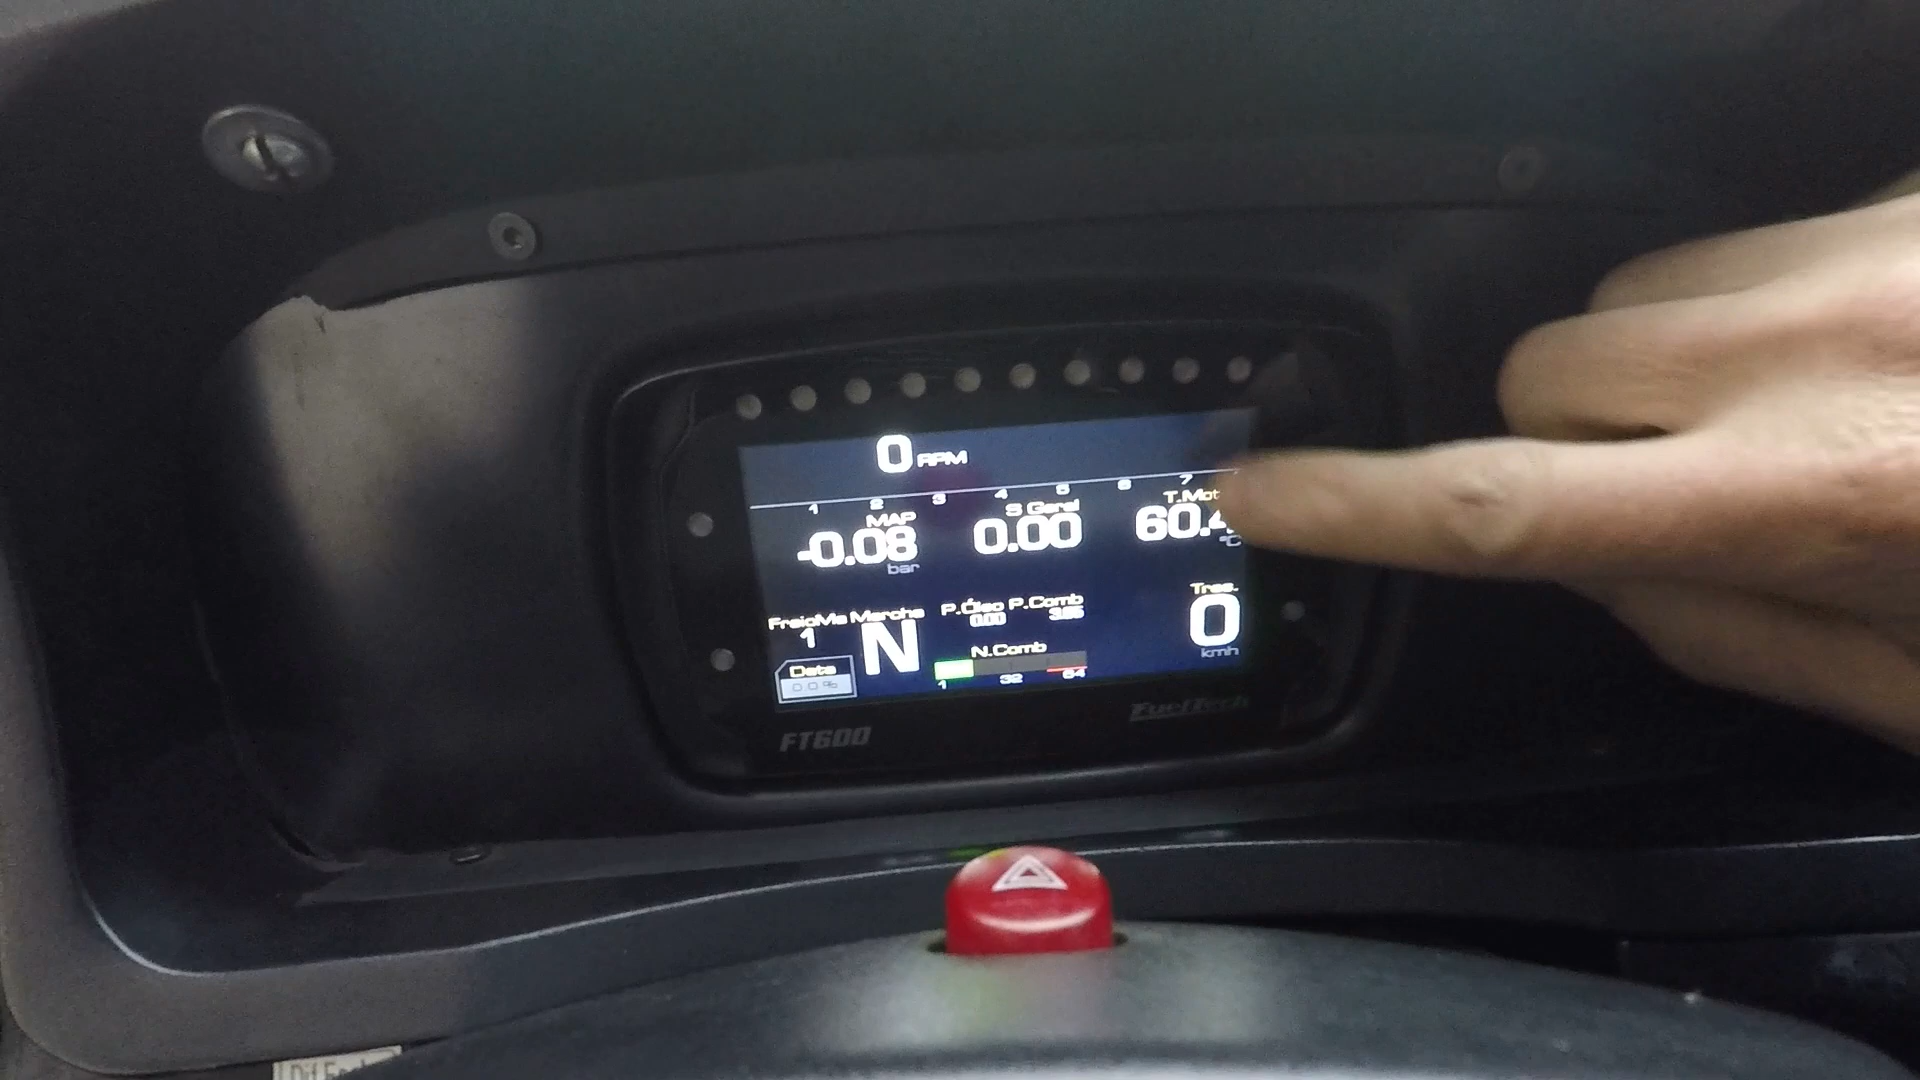 0 RPM
1 2 3 4 5 6 7
MAP S Geral T.Mot
-0.08 0.00 60.4
bar °C
FreioMa Marcha P.Óleo P.Comb Tras.
1 N 0.00 0
N.Comb kmh
Data
0.0%
1 32 64
FT600 FuelTech